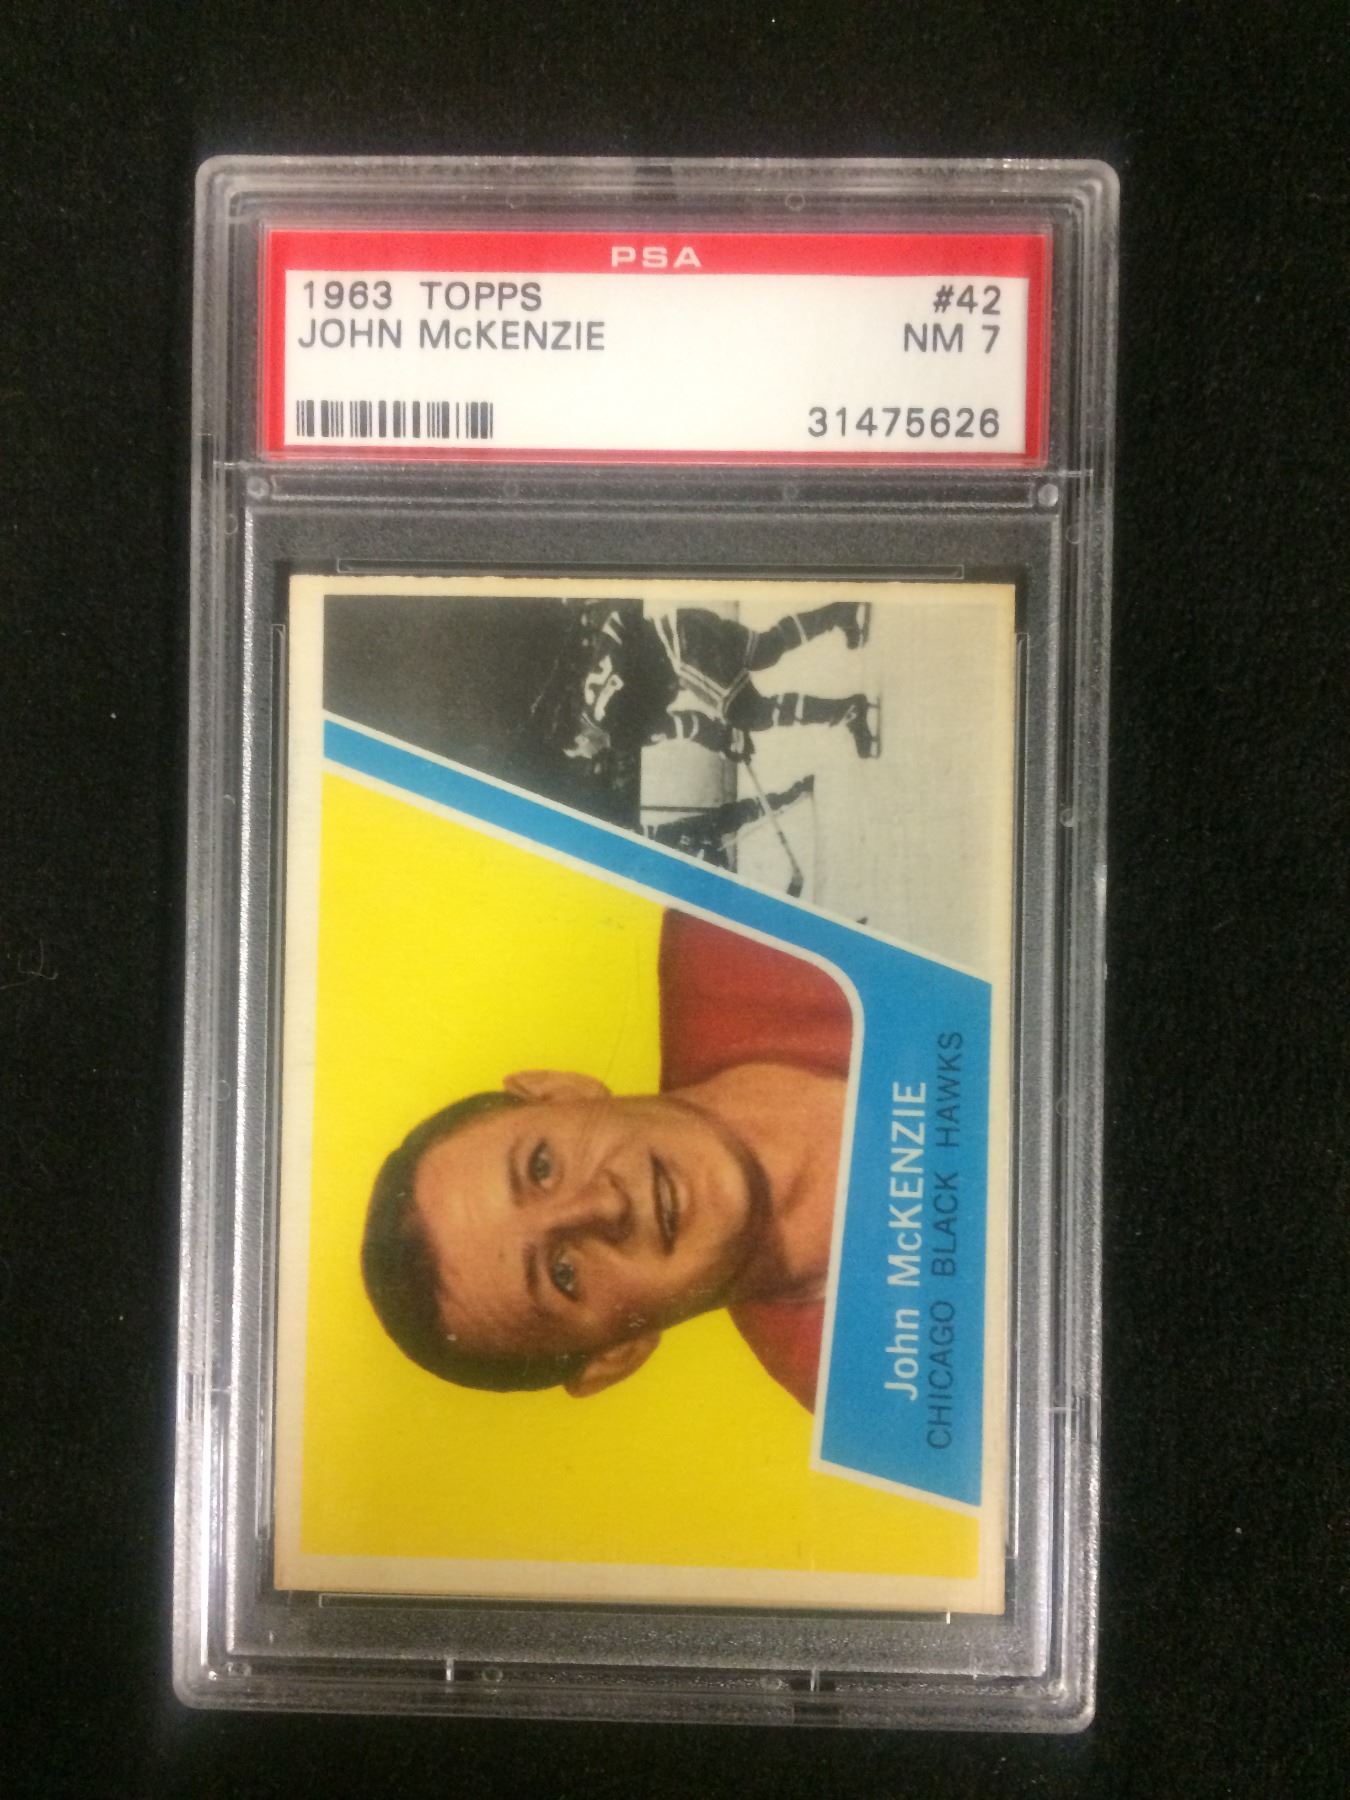 PSA
1963 TOPPS #42
JOHN McKENZIE NM 7
31475626
John McKENZIE
CHICAGO BLACK HAWKS